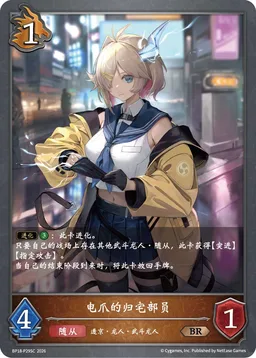 1
进化 3 ：此卡进化。
只要自己的战场上存在其他武斗龙人·随从，此卡获得【突进】
【指定攻击】。
当自己的结束阶段到来时，将此卡放回手牌。
电爪的归宅部员
4
随从
龙人·武斗龙人
BR
1
© Cygames, Inc. Published by NetEase Games